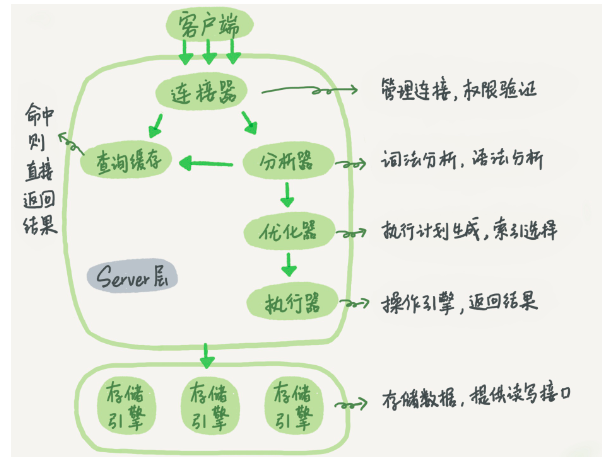 客户端
连接器
管理连接,权限验证
命中
则
直接
返回
结果
查询缓存
分析器
词法分析,语法分析
优化器
执行计划生成,索引选择
Server层
执行器
操作引擎,返回结果
存储
引擎
存储
引擎
存储
引擎
存储数据,提供读写接口